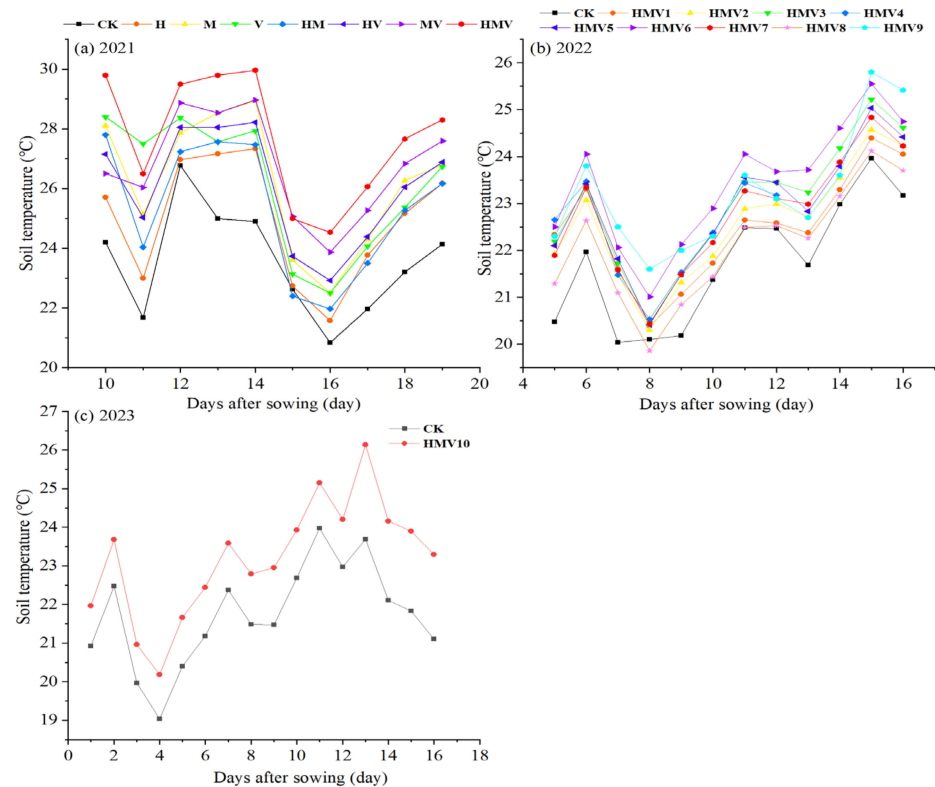 CK H M V HM HV MV HMV
(a) 2021
30
28
26
24
22
20
Soil temperature (℃)
10 12 14 16 18 20
Days after sowing (day)
CK HMV1 HMV2 HMV3 HMV4
HMV5 HMV6 HMV7 HMV8 HMV9
(b) 2022
26
25
24
23
22
21
20
Soil temperature (℃)
4 6 8 10 12 14 16
Days after sowing (day)
(c) 2023
CK
HMV10
27
26
25
24
23
22
21
20
19
Soil temperature (℃)
0 2 4 6 8 10 12 14 16 18
Days after sowing (day)